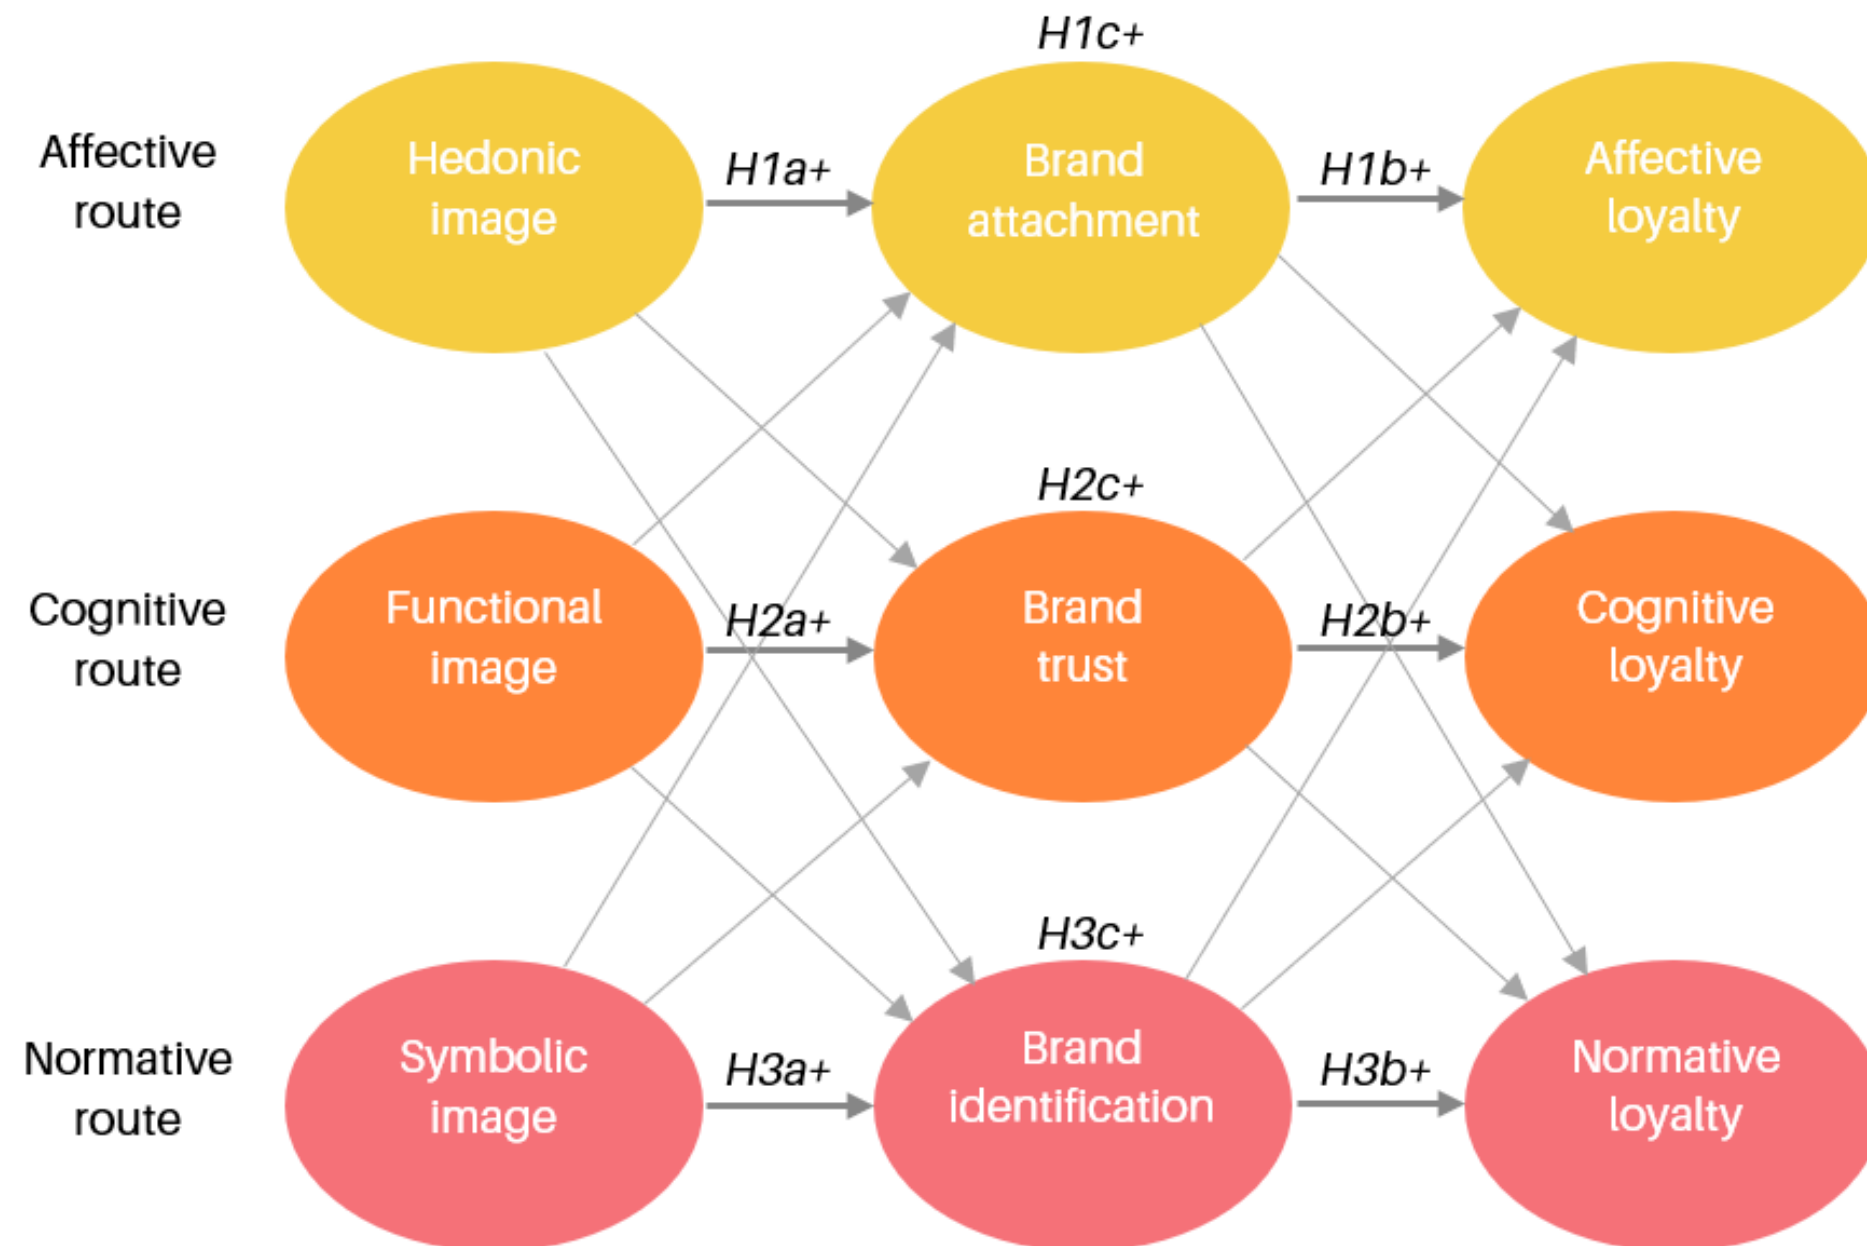 H1c+
Affective
route
Hedonic
image
H1a+
Brand
attachment
H1b+
Affective
loyalty
H2c+
Cognitive
route
Functional
image
H2a+
Brand
trust
H2b+
Cognitive
loyalty
H3c+
Normative
route
Symbolic
image
H3a+
Brand
identification
H3b+
Normative
loyalty